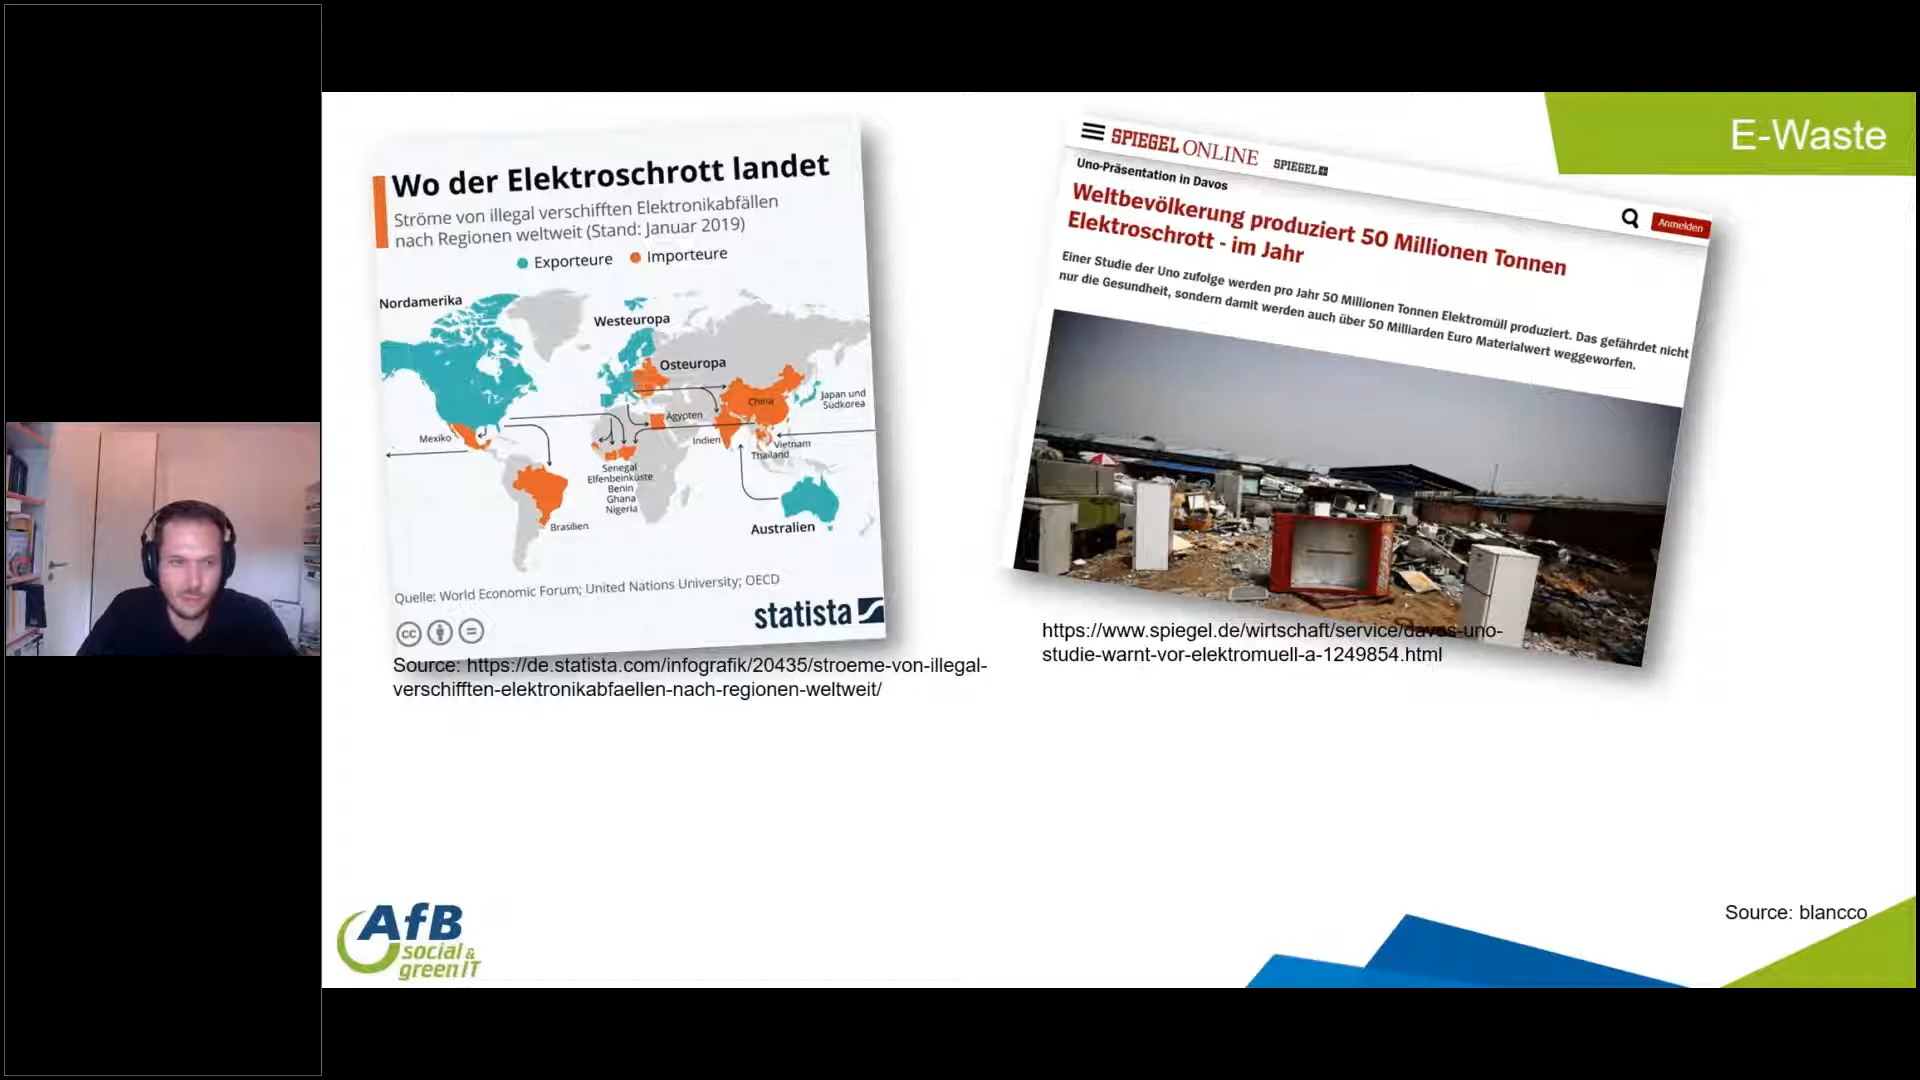 E-Waste
Wo der Elektroschrott landet
Ströme von illegal verschifften Elektronikabfällen
nach Regionen weltweit (Stand: Januar 2019)
Exporteure
Importeure
Nordamerika
Westeuropa
Osteuropa
China
Japan und
Südkorea
Ägypten
Mexiko
Indien
Vietnam
Thailand
Senegal
Elfenbeinküste
Benin
Ghana
Nigeria
Brasilien
Australien
Quelle: World Economic Forum; United Nations University; OECD
cc
statista
Source: https://de.statista.com/infografik/20435/stroeme-von-illegal-
verschifften-elektronikabfaellen-nach-regionen-weltweit/
SPIEGEL ONLINE SPIEGEL+
Anmelden
Uno-Präsentation in Davos
Weltbevölkerung produziert 50 Millionen Tonnen
Elektroschrott - im Jahr
Einer Studie der Uno zufolge werden pro Jahr 50 Millionen Tonnen Elektromüll produziert. Das gefährdet nicht
nur die Gesundheit, sondern damit werden auch über 50 Milliarden Euro Materialwert weggeworfen.
https://www.spiegel.de/wirtschaft/service/davos-uno-
studie-warnt-vor-elektromuell-a-1249854.html
AfB
social &
green IT
Source: blancco